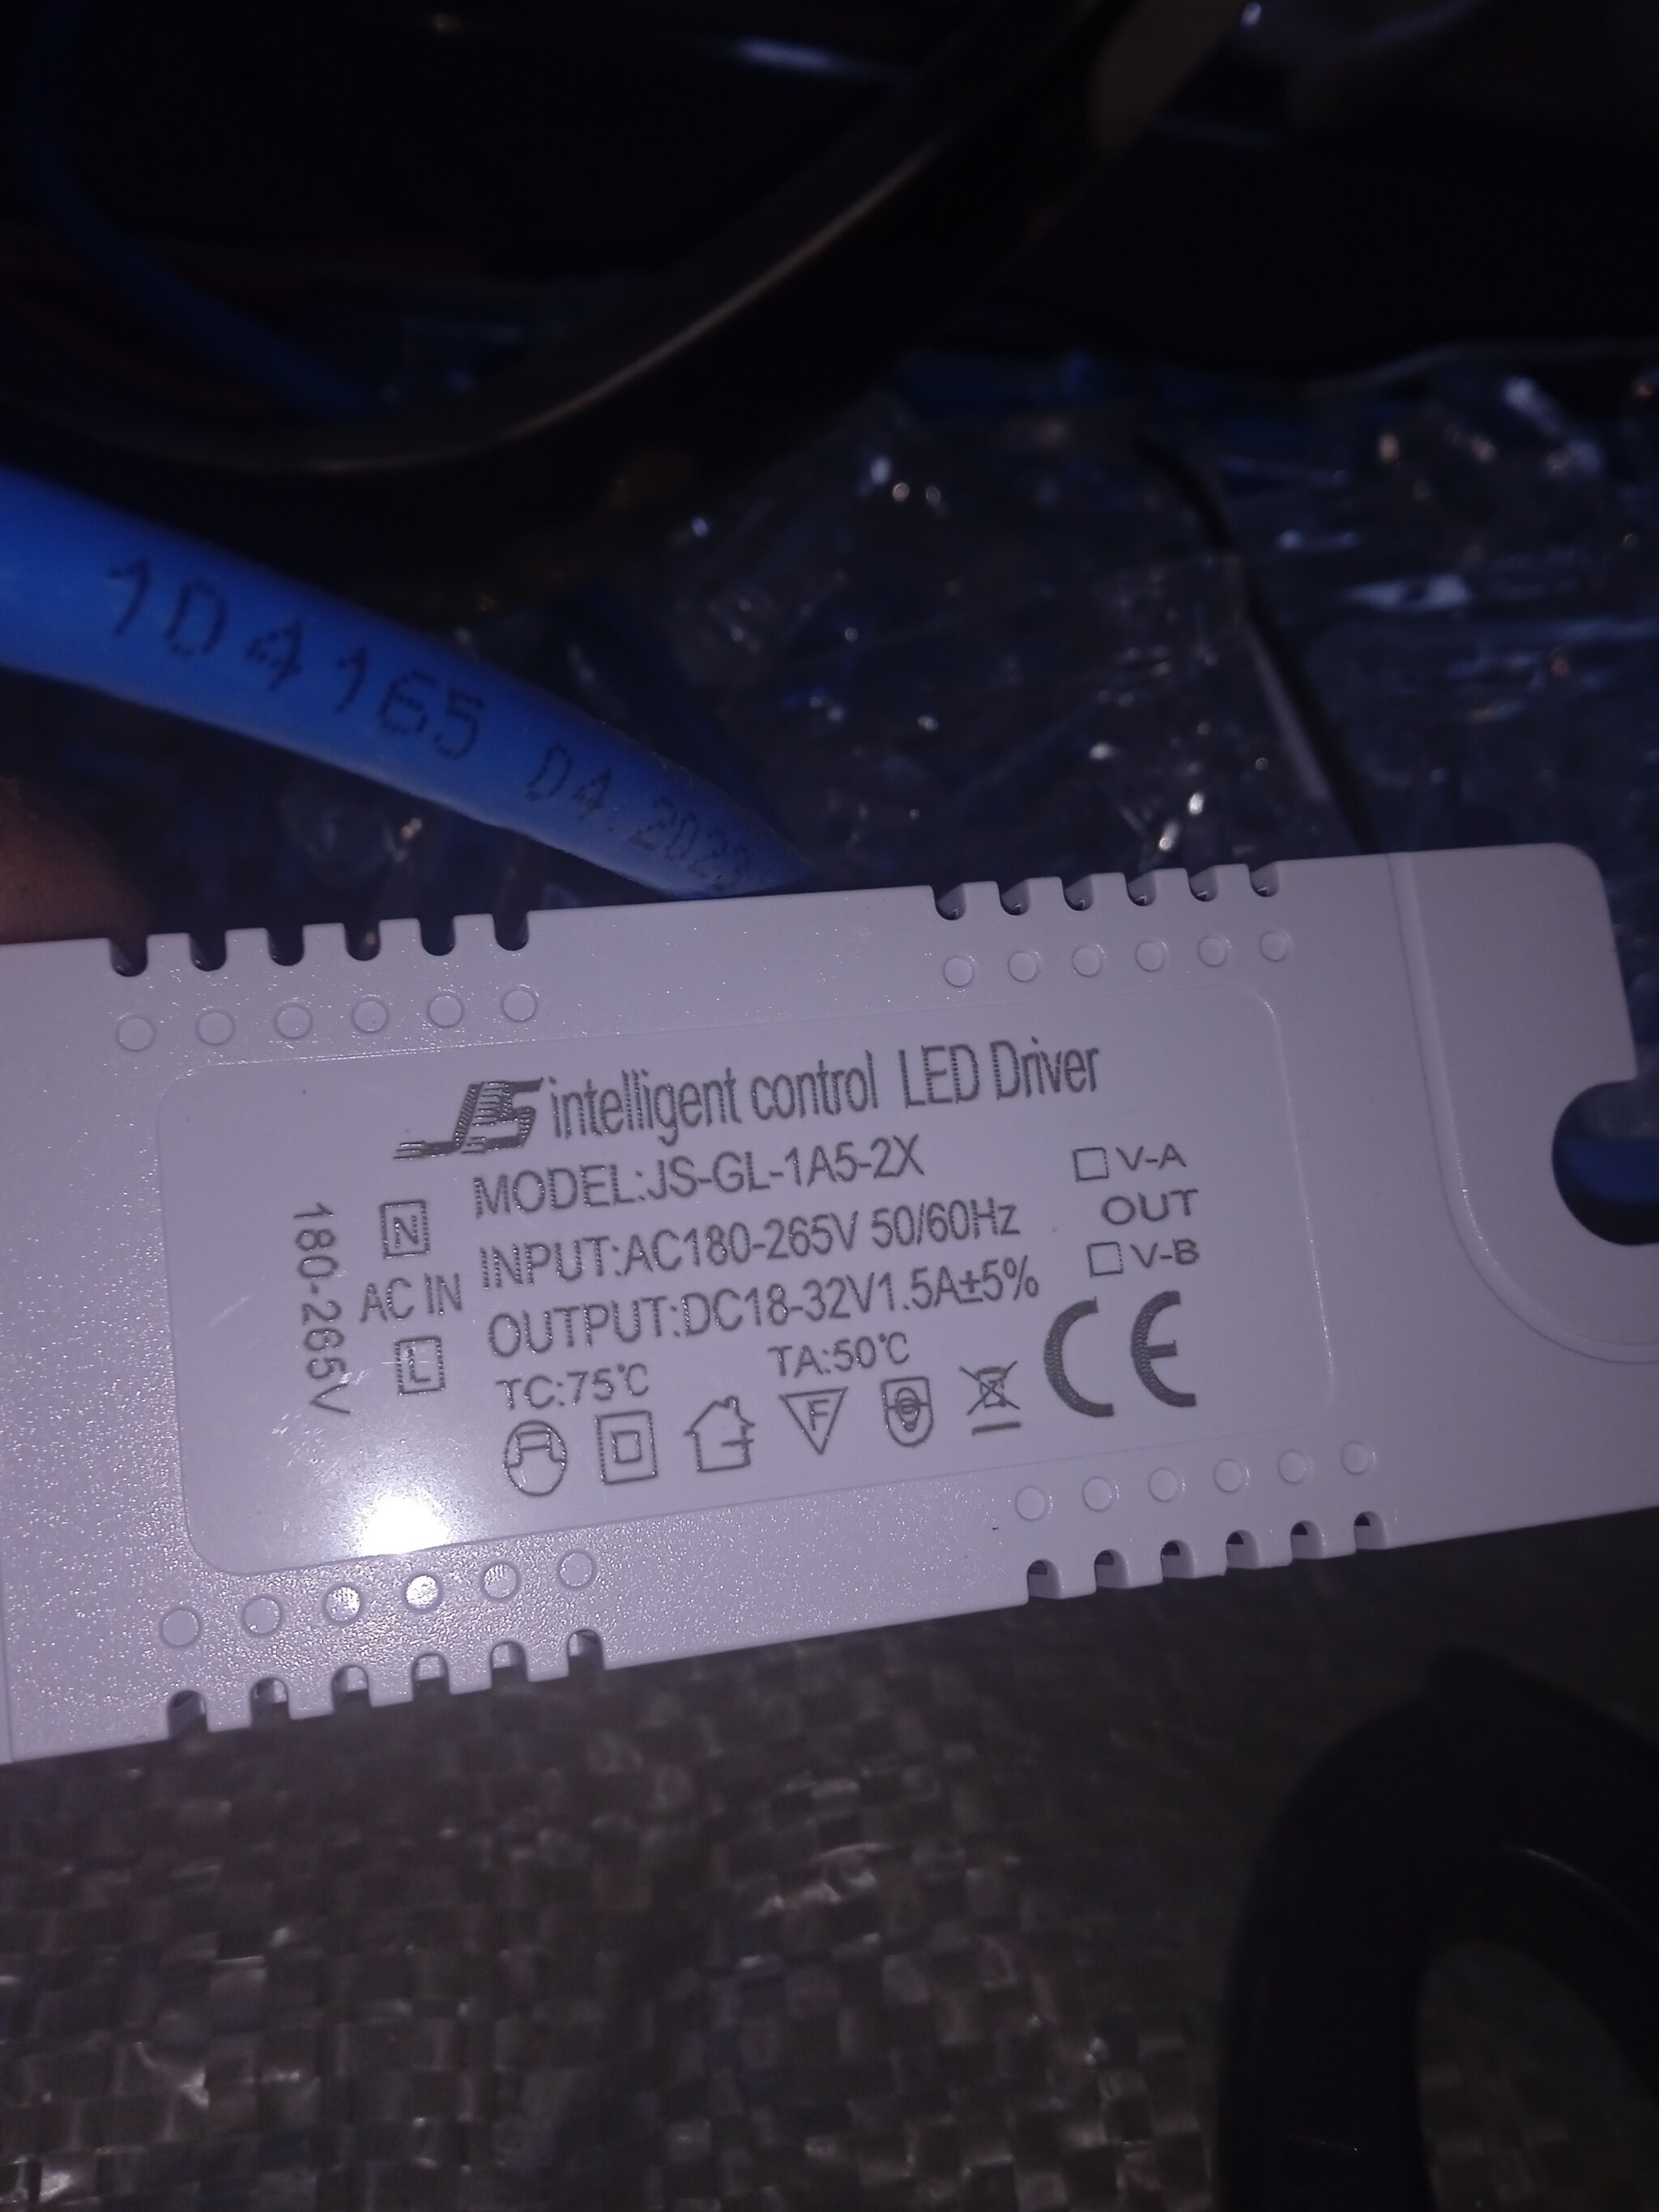 104165 04.2022
JS intelligent control LED Driver
MODEL:JS-GL-1A5-2X
INPUT:AC180-265V 50/60Hz
OUTPUT:DC18-32V1.5A±5%
TC:75℃ TA:50℃
180-265V
N
AC IN
L
V-A
OUT
V-B
F
CE